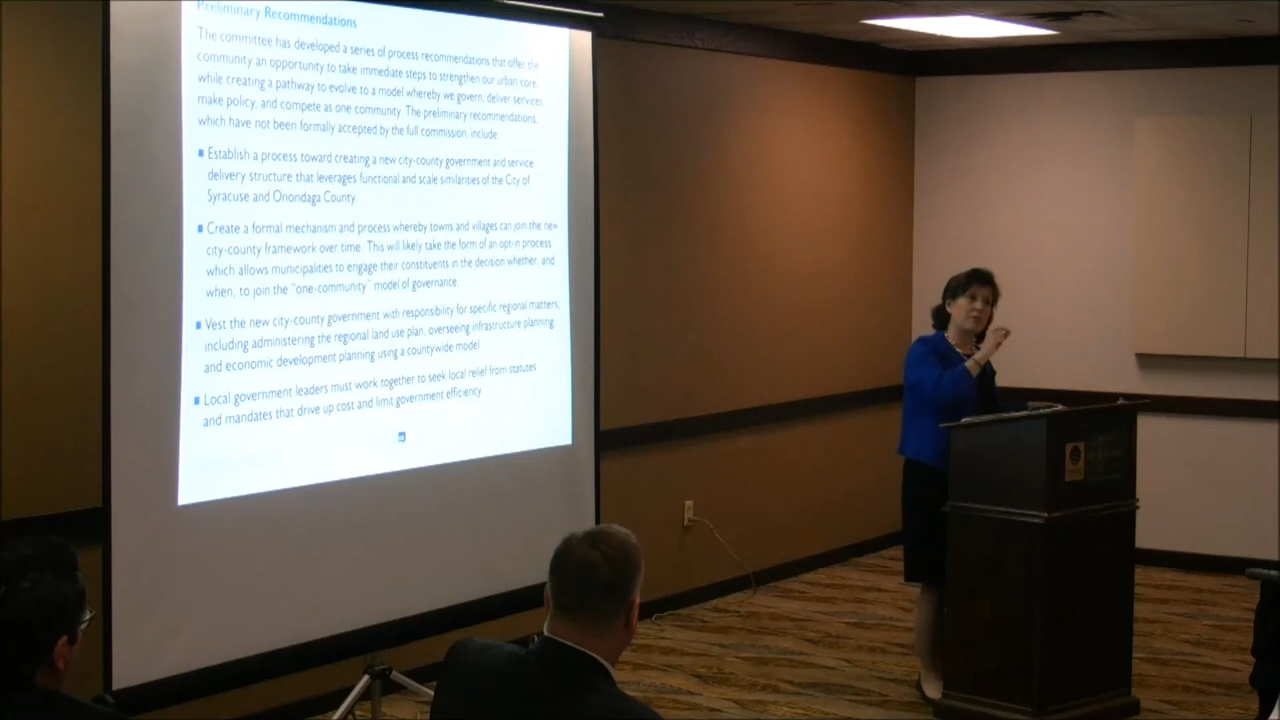 Preliminary Recommendations
The committee has developed a series of process recommendations that offer the
community an opportunity to take immediate steps to strengthen our urban core,
while creating a pathway to evolve to a model whereby we govern, deliver services,
make policy, and compete as one community. The preliminary recommendations,
which have not been formally accepted by the full commission, include:
■ Establish a process toward creating a new city-county government and service
delivery structure that leverages functional and scale similarities of the City of
Syracuse and Onondaga County.
■ Create a formal mechanism and process whereby towns and villages can join the new
city-county framework over time. This will likely take the form of an opt-in process
which allows municipalities to engage their constituents in the decision whether, and
when, to join the "one-community" model of governance.
■ Vest the new city-county government with responsibility for specific regional matters,
including administering the regional land use plan, overseeing infrastructure planning,
and economic development planning using a countywide model
■ Local government leaders must work together to seek local relief from statutes
and mandates that drive up cost and limit government efficiency.